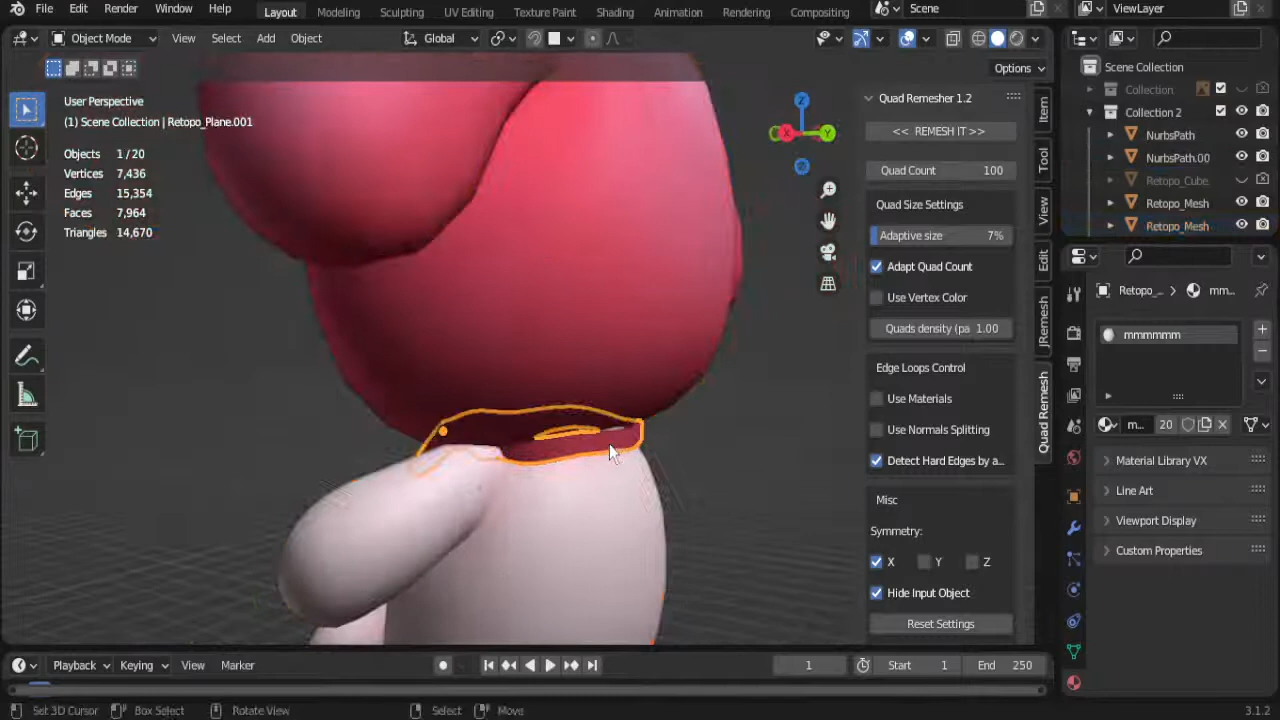 File Edit Render Window Help Layout Modeling Sculpting UV Editing Texture Paint Shading Animation Rendering Compositing Scene ViewLayer
Object Mode View Select Add Object Global
Options
User Perspective
(1) Scene Collection | Retopo_Plane.001
Objects 1/20
Vertices 7,436
Edges 15,354
Faces 7,964
Triangles 14,670
X Y Z
Quad Remesher 1.2
<< REMESH IT >>
Quad Count 100
Quad Size Settings
Adaptive size 7%
Adapt Quad Count
Use Vertex Color
Quads density (pa 1.00
Edge Loops Control
Use Materials
Use Normals Splitting
Detect Hard Edges by a...
Misc
Symmetry:
X Y Z
Hide Input Object
Reset Settings
Item
Tool
View
Edit
JRemesh
Quad Remesh
Scene Collection
Collection
Collection 2
NurbsPath
NurbsPath.00
Retopo_Cube.
Retopo_Mesh
Retopo_Mesh
Retopo_... mm...
mmmmmm
m... 20
Material Library VX
Line Art
Viewport Display
Custom Properties
Playback Keying View Marker 1 Start 1 End 250
Set 3D Cursor Box Select Rotate View Select Move 3.1.2